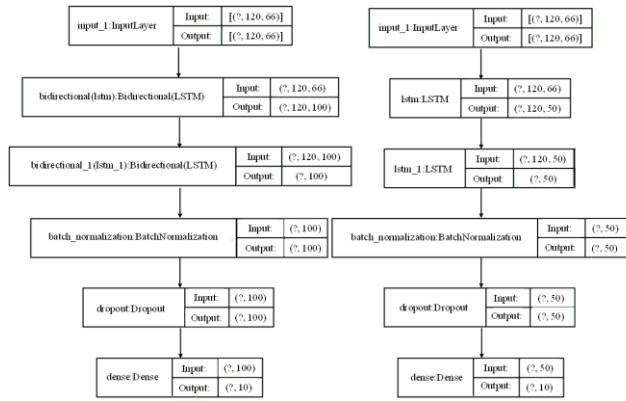 input_1:InputLayer
Input:
[(?, 120, 66)]
Output:
[(?, 120, 66)]
bidirectional(lstm):Bidirectional(LSTM)
Input:
(?, 120, 66)
Output:
(?, 120, 100)
bidirectional_1(lstm_1):Bidirectional(LSTM)
Input:
(?, 120, 100)
Output:
(?, 100)
batch_normalization:BatchNormalization
Input:
(?, 100)
Output:
(?, 100)
dropout:Dropout
Input:
(?, 100)
Output:
(?, 100)
dense:Dense
Input:
(?, 100)
Output:
(?, 10)
input_1:InputLayer
Input:
[(?, 120, 66)]
Output:
[(?, 120, 66)]
lstm:LSTM
Input:
(?, 120, 66)
Output:
(?, 120, 50)
lstm_1:LSTM
Input:
(?, 120, 50)
Output:
(?, 50)
batch_normalization:BatchNormalization
Input:
(?, 50)
Output:
(?, 50)
dropout:Dropout
Input:
(?, 50)
Output:
(?, 50)
dense:Dense
Input:
(?, 50)
Output:
(?, 10)